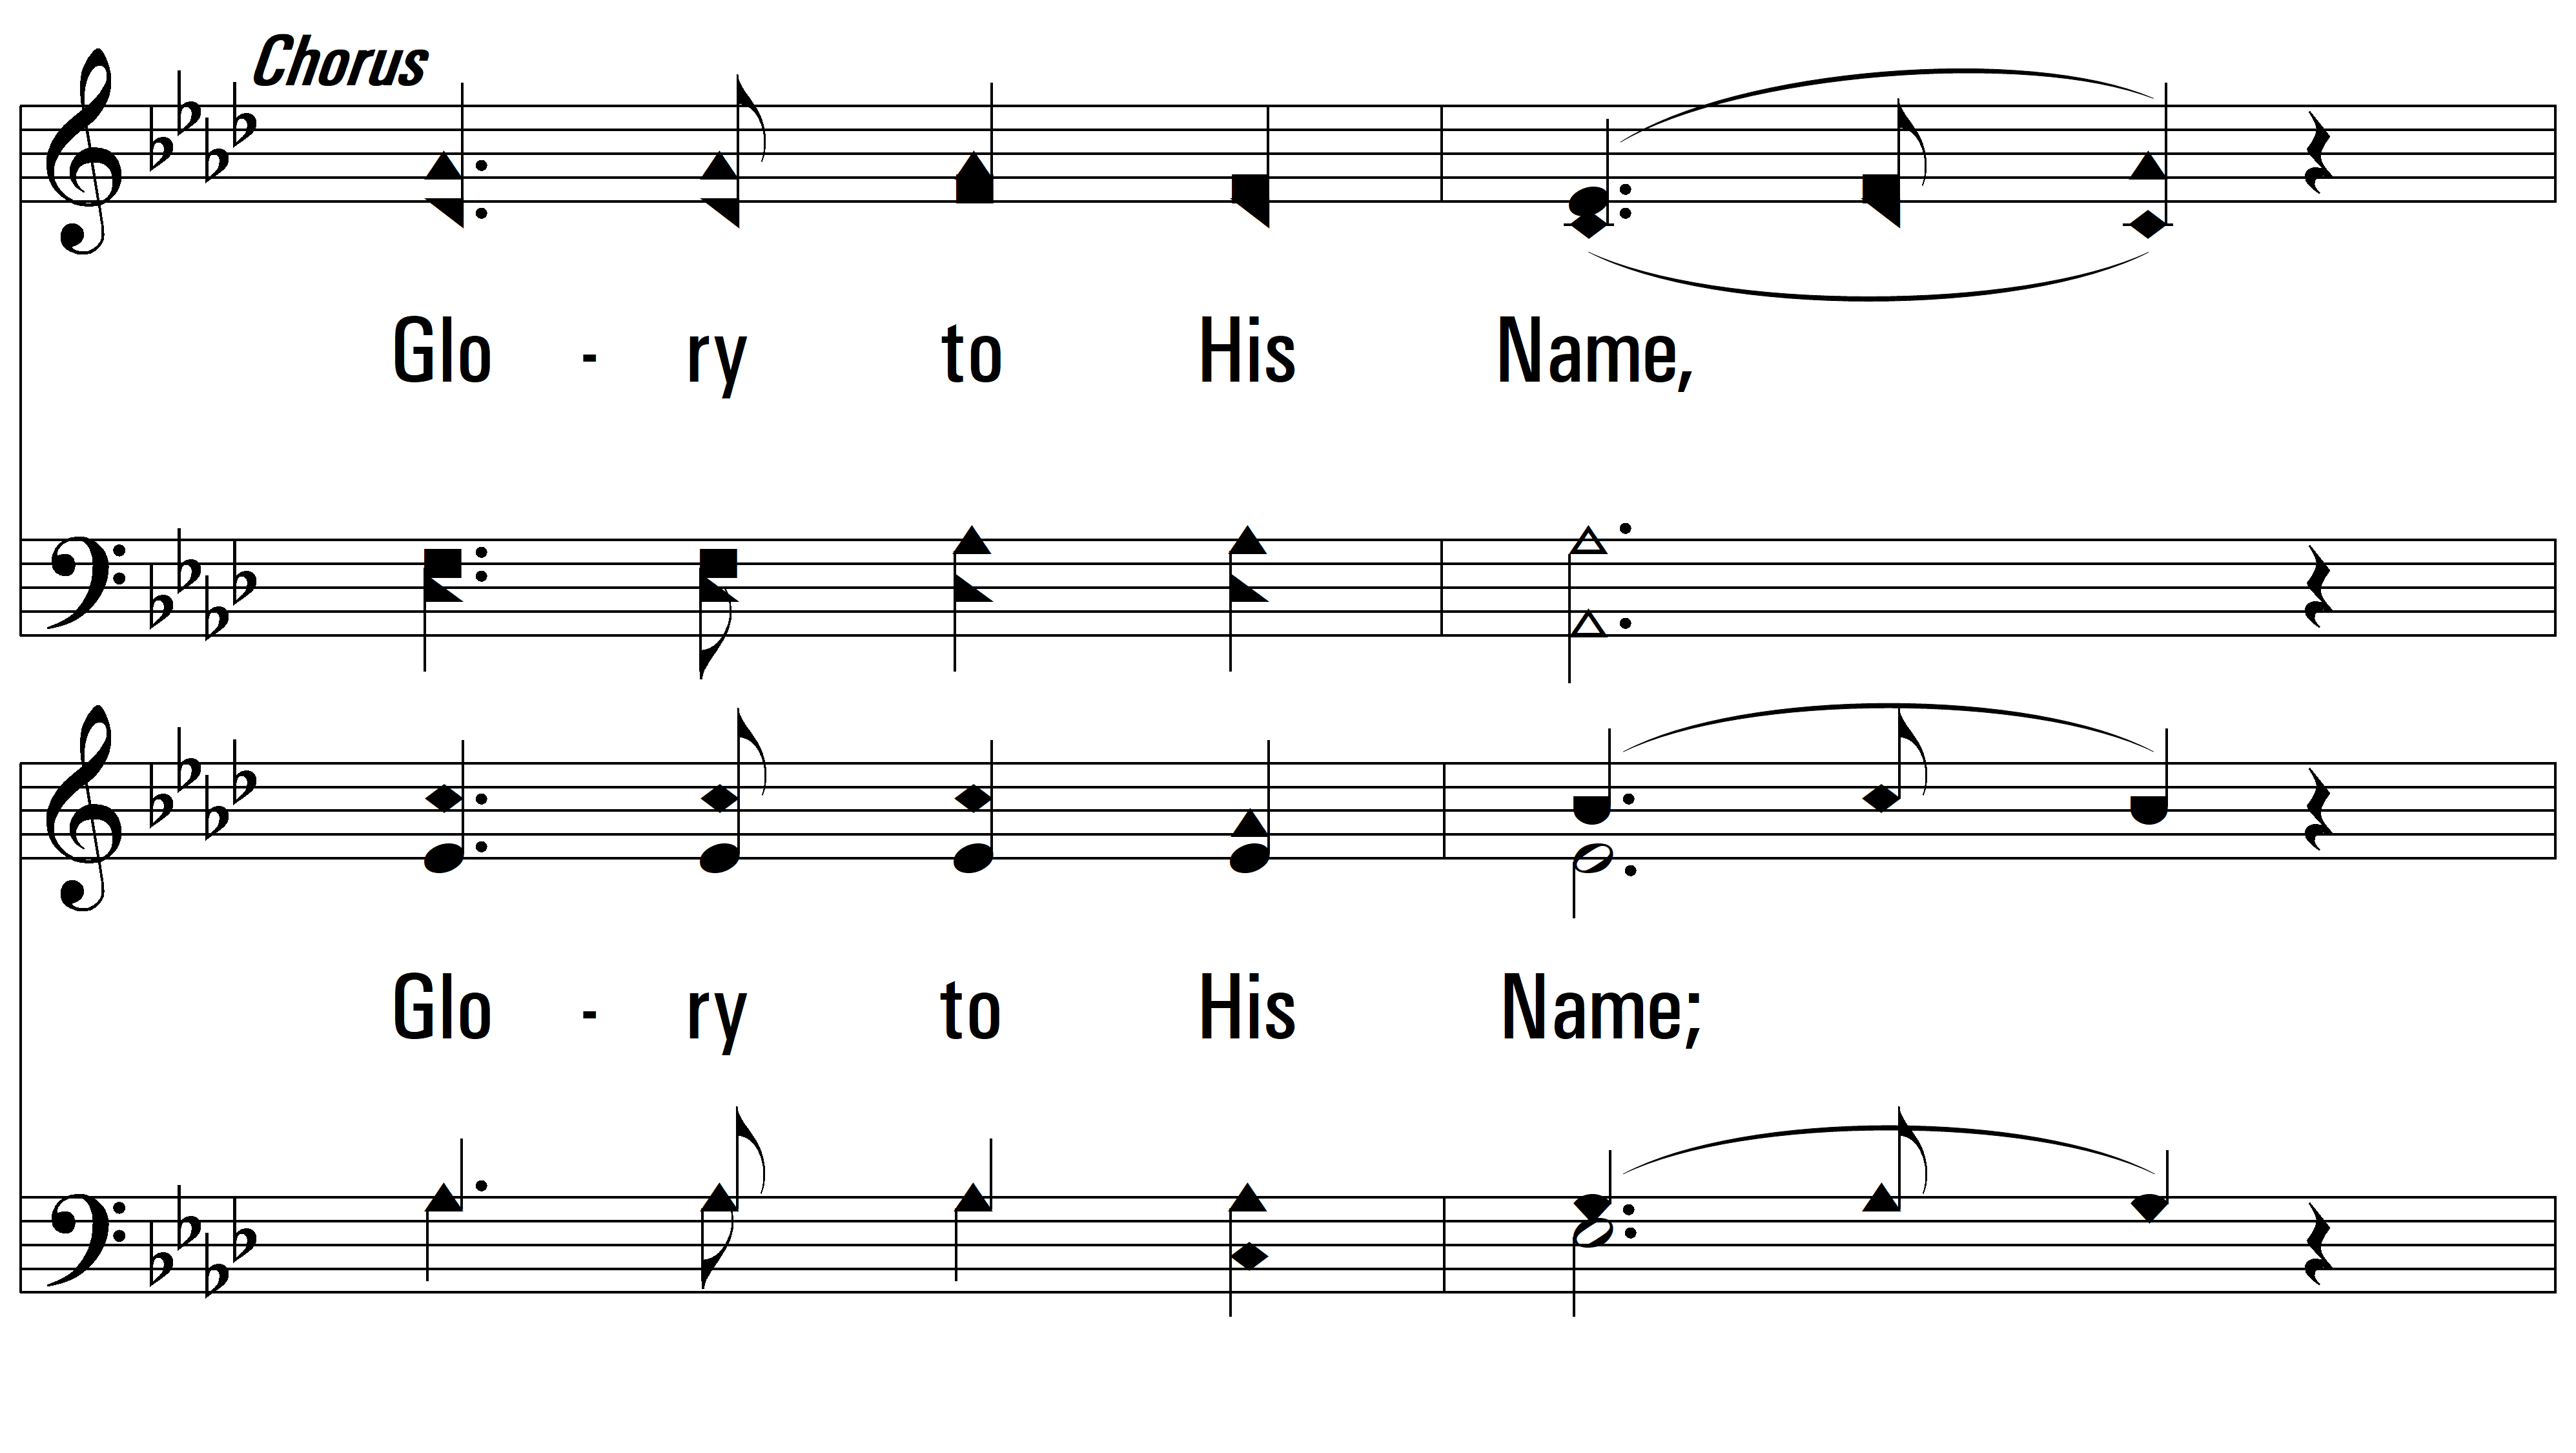 Chorus
Glo - ry to His Name,
Glo - ry to His Name;